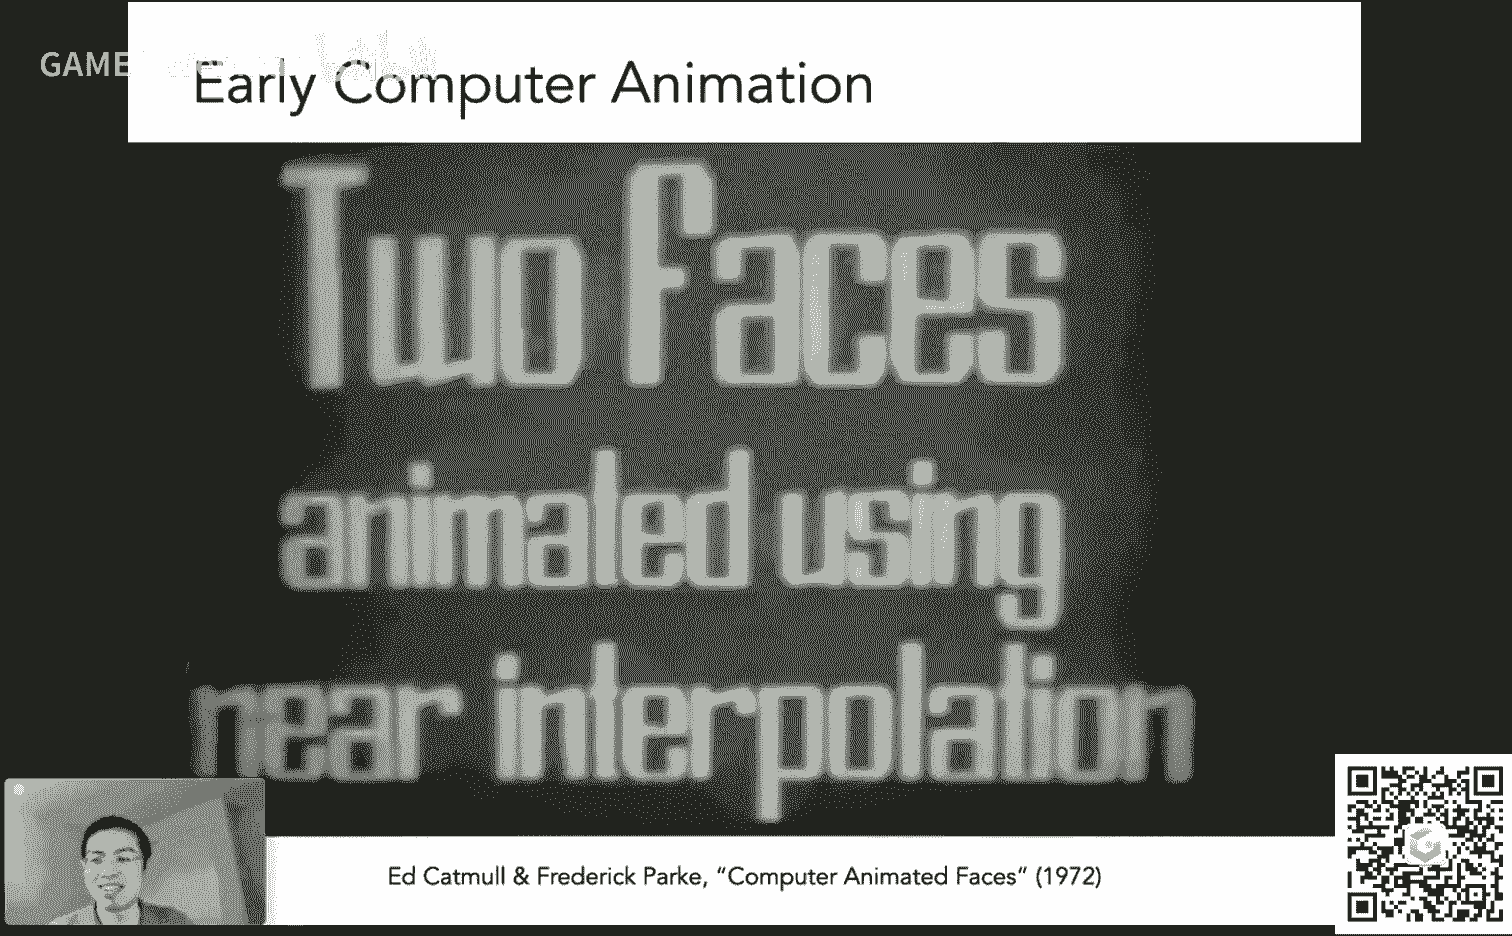 GAME
Early Computer Animation
Two faces
animated using
near interpolation
Ed Catmull & Frederick Parke, “Computer Animated Faces” (1972)